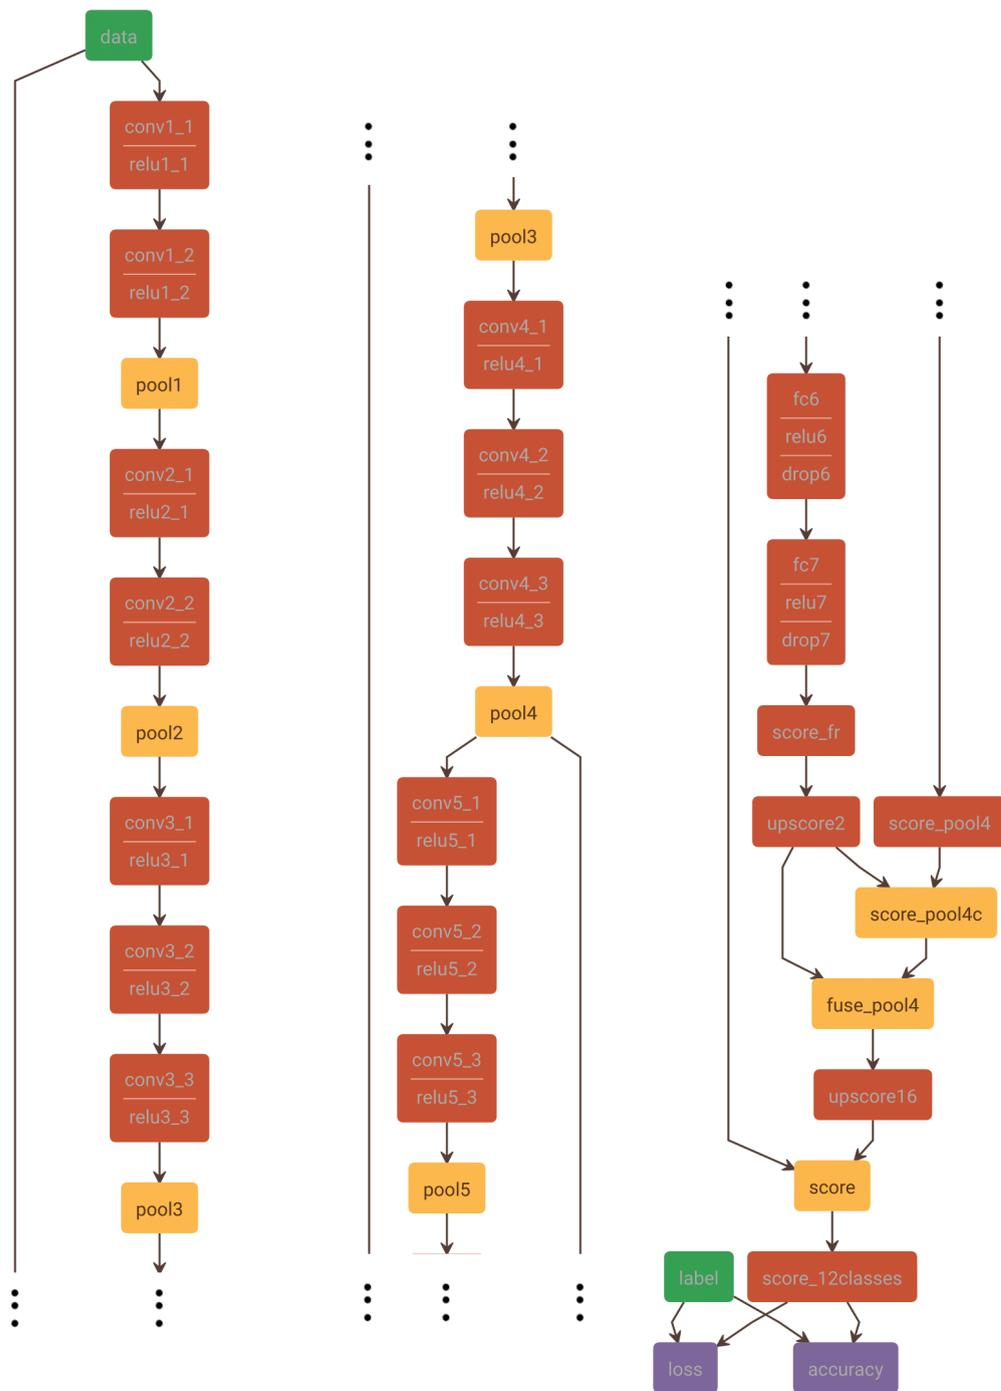 data
conv1_1
relu1_1
conv1_2
relu1_2
pool1
conv2_1
relu2_1
conv2_2
relu2_2
pool2
conv3_1
relu3_1
conv3_2
relu3_2
conv3_3
relu3_3
pool3
pool3
conv4_1
relu4_1
conv4_2
relu4_2
conv4_3
relu4_3
pool4
conv5_1
relu5_1
conv5_2
relu5_2
conv5_3
relu5_3
pool5
fc6
relu6
drop6
fc7
relu7
drop7
score_fr
upscore2
score_pool4
score_pool4c
fuse_pool4
upscore16
score
label
score_12classes
loss
accuracy